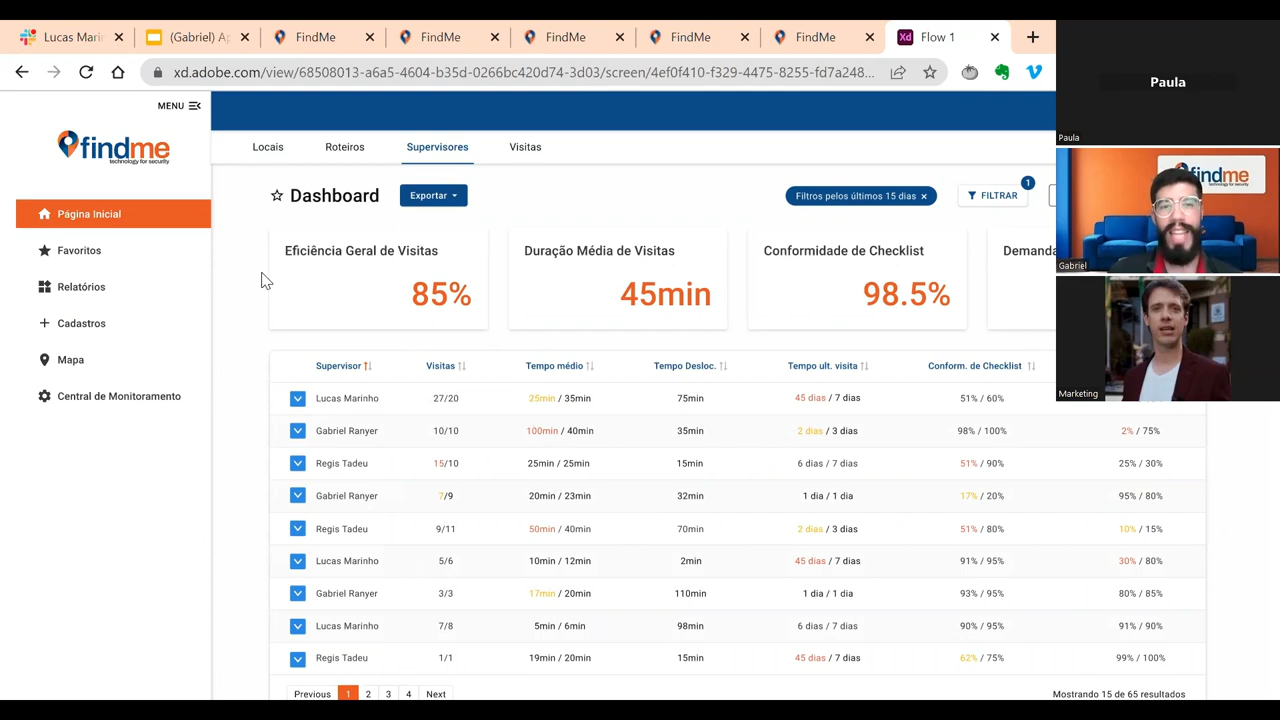 Lucas Marin
(Gabriel) Ap
FindMe
FindMe
FindMe
FindMe
FindMe
Xd Flow 1
xd.adobe.com/view/68508013-a6a5-4604-b35d-0266bc420d74-3d03/screen/4ef0f410-f329-4475-8255-fd7a248...
MENU
findme
technology for security
Página Inicial
Favoritos
Relatórios
Cadastros
Mapa
Central de Monitoramento
Locais Roteiros Supervisores Visitas
Dashboard Exportar Filtros pelos últimos 15 dias × FILTRAR 1
Eficiência Geral de Visitas Duração Média de Visitas Conformidade de Checklist Demanda
85% 45min 98.5%
Supervisor Visitas Tempo médio Tempo Desloc. Tempo ult. visita Conform. de Checklist
Lucas Marinho 27/20 25min / 35min 75min 45 dias / 7 dias 51% / 60%
Gabriel Ranyer 10/10 100min / 40min 35min 2 dias / 3 dias 98% / 100% 2% / 75%
Regis Tadeu 15/10 25min / 25min 15min 6 dias / 7 dias 51% / 90% 25% / 30%
Gabriel Ranyer 7/9 20min / 23min 32min 1 dia / 1 dia 17% / 20% 95% / 80%
Regis Tadeu 9/11 50min / 40min 70min 2 dias / 3 dias 51% / 80% 10% / 15%
Lucas Marinho 5/6 10min / 12min 2min 45 dias / 7 dias 91% / 95% 30% / 80%
Gabriel Ranyer 3/3 17min / 20min 110min 1 dia / 1 dia 93% / 95% 80% / 85%
Lucas Marinho 7/8 5min / 6min 98min 6 dias / 7 dias 90% / 95% 91% / 90%
Regis Tadeu 1/1 19min / 20min 15min 45 dias / 7 dias 62% / 75% 99% / 100%
Previous 1 2 3 4 Next Mostrando 15 de 65 resultados
Paula
Paula
findme
technology for security
Gabriel
Marketing